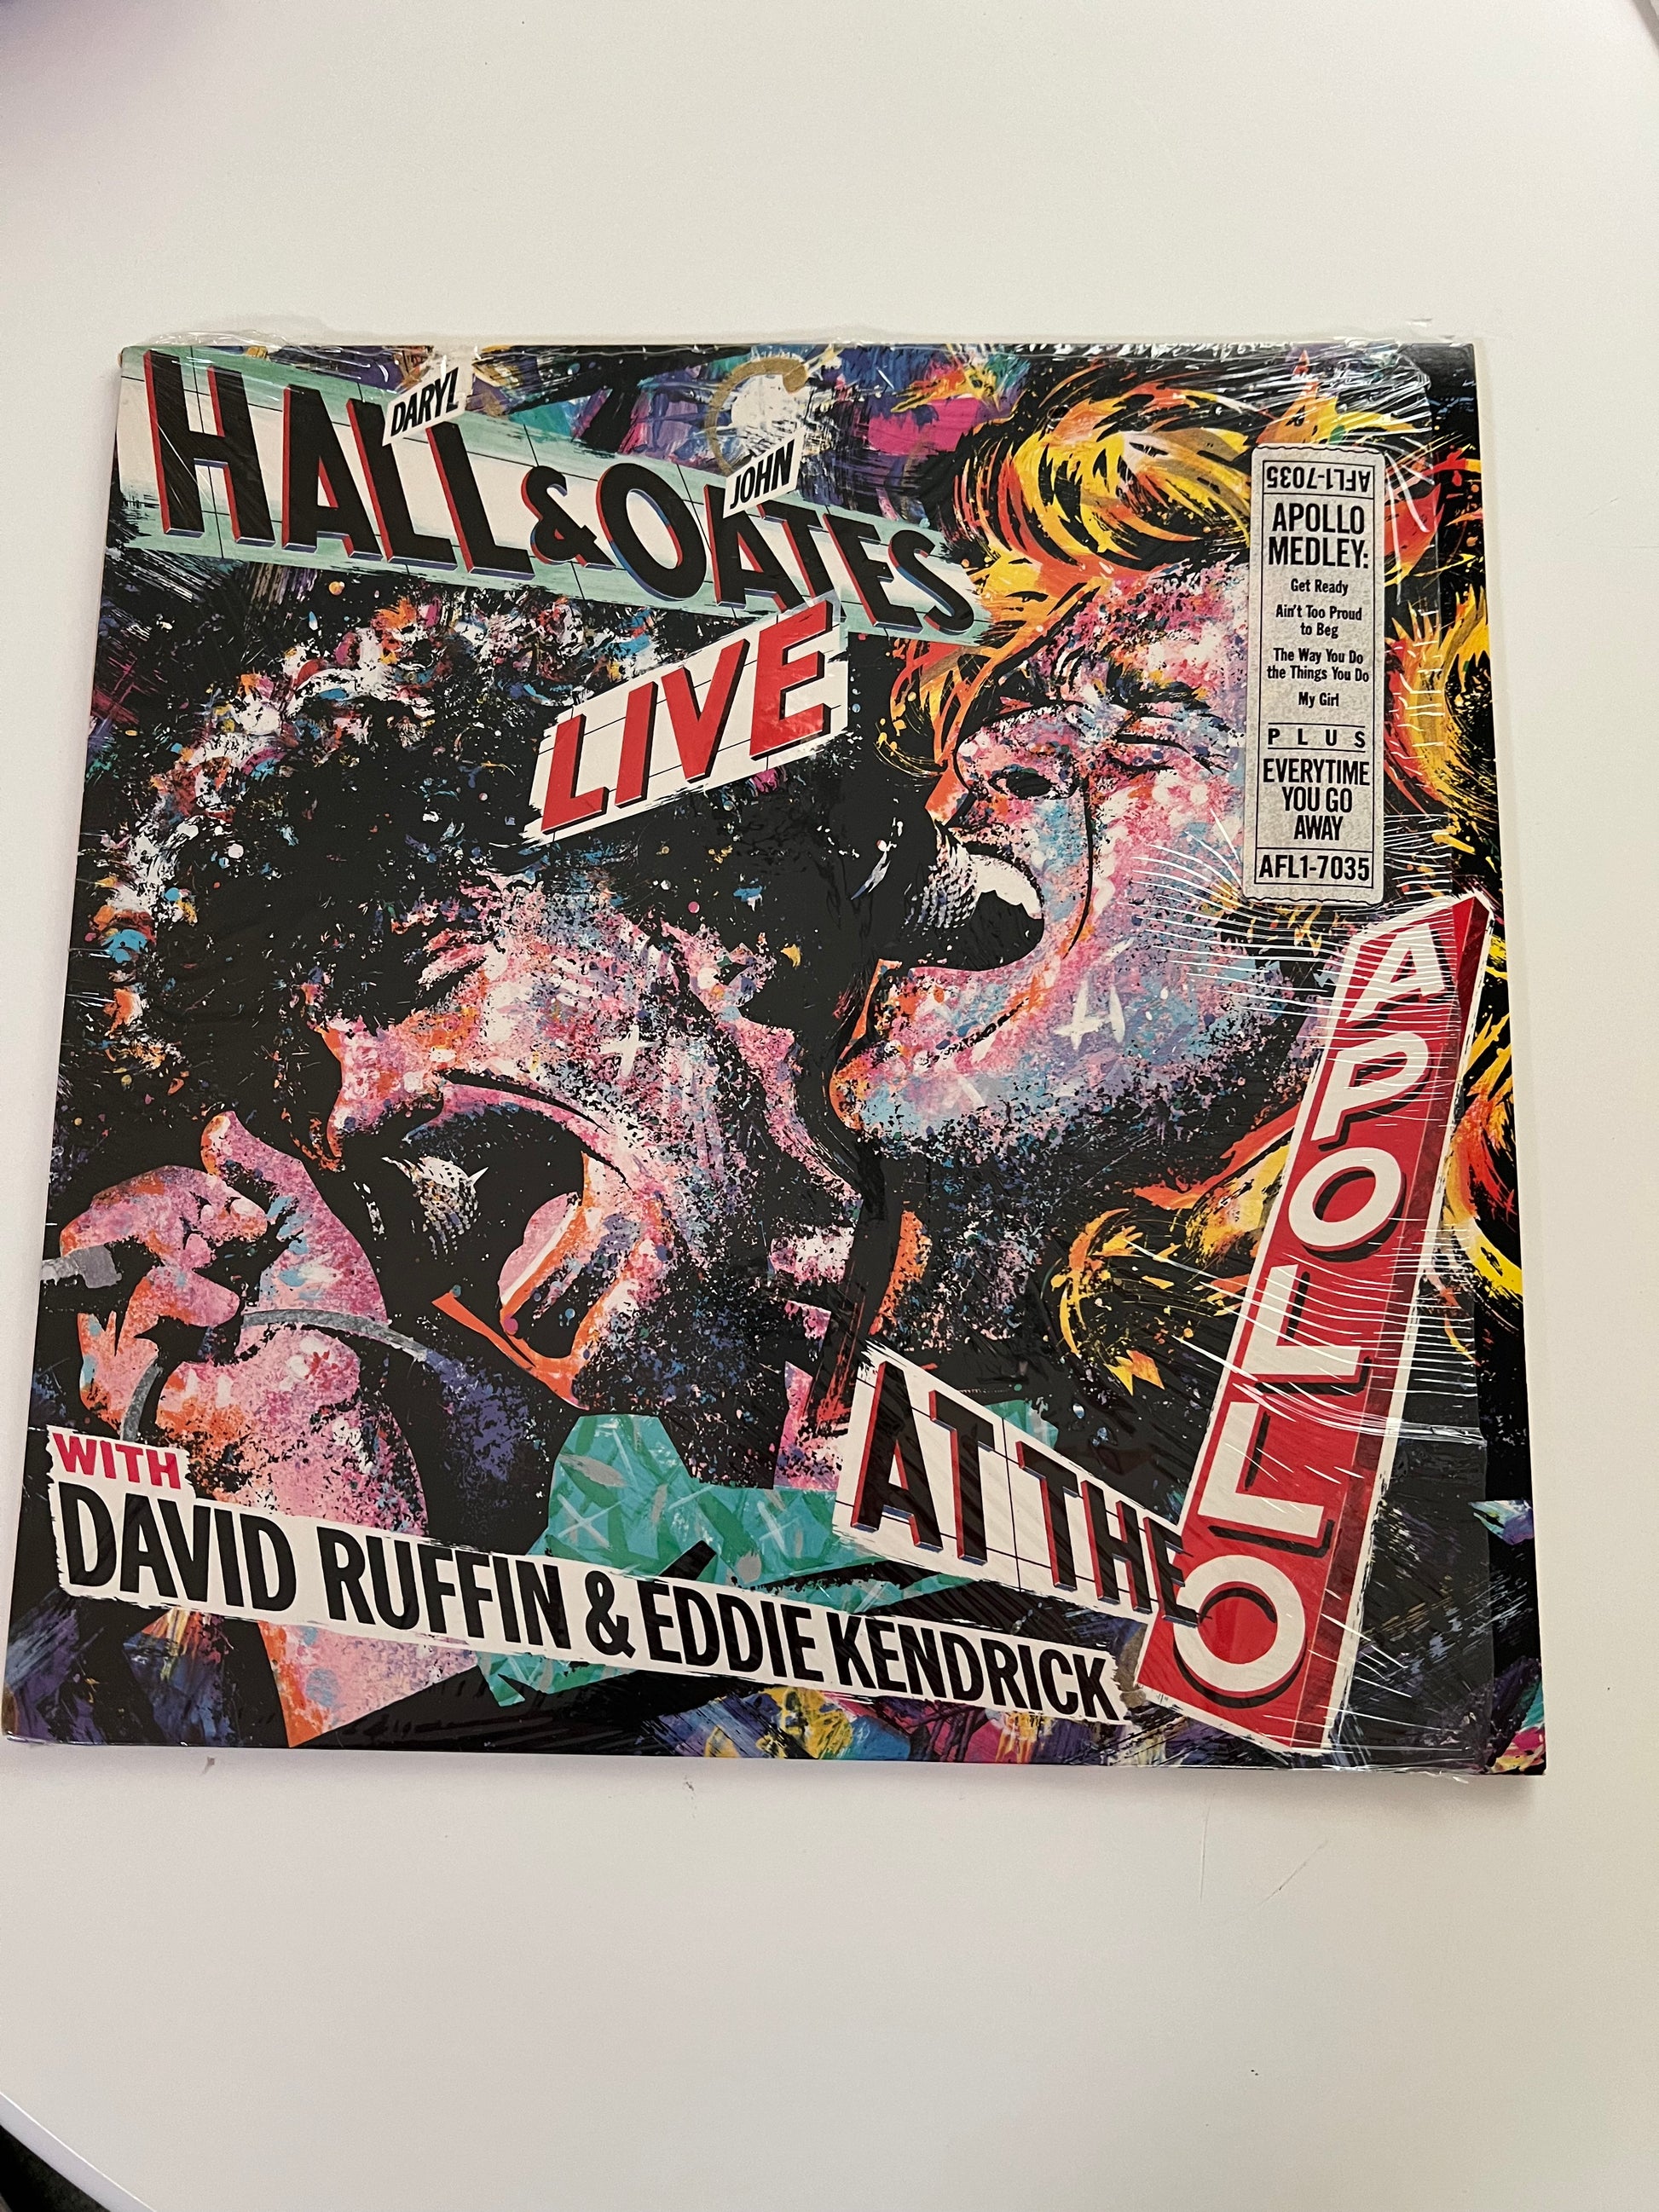 DARYL
HALL & OATES
JOHN
LIVE
AFL1-7035
APOLLO
MEDLEY:
Get Ready
Ain't Too Proud
to Beg
The Way You Do
the Things You Do
My Girl
PLUS
EVERYTIME
YOU GO
AWAY
AFL1-7035
AT THE
APOLLO
WITH
DAVID RUFFIN & EDDIE KENDRICK